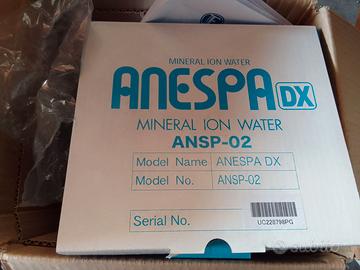 MINERAL ION WATER
ANESPA DX
MINERAL ION WATER
ANSP-02
Model Name ANESPA DX
Model No. ANSP-02
Serial No.
UC228798PG